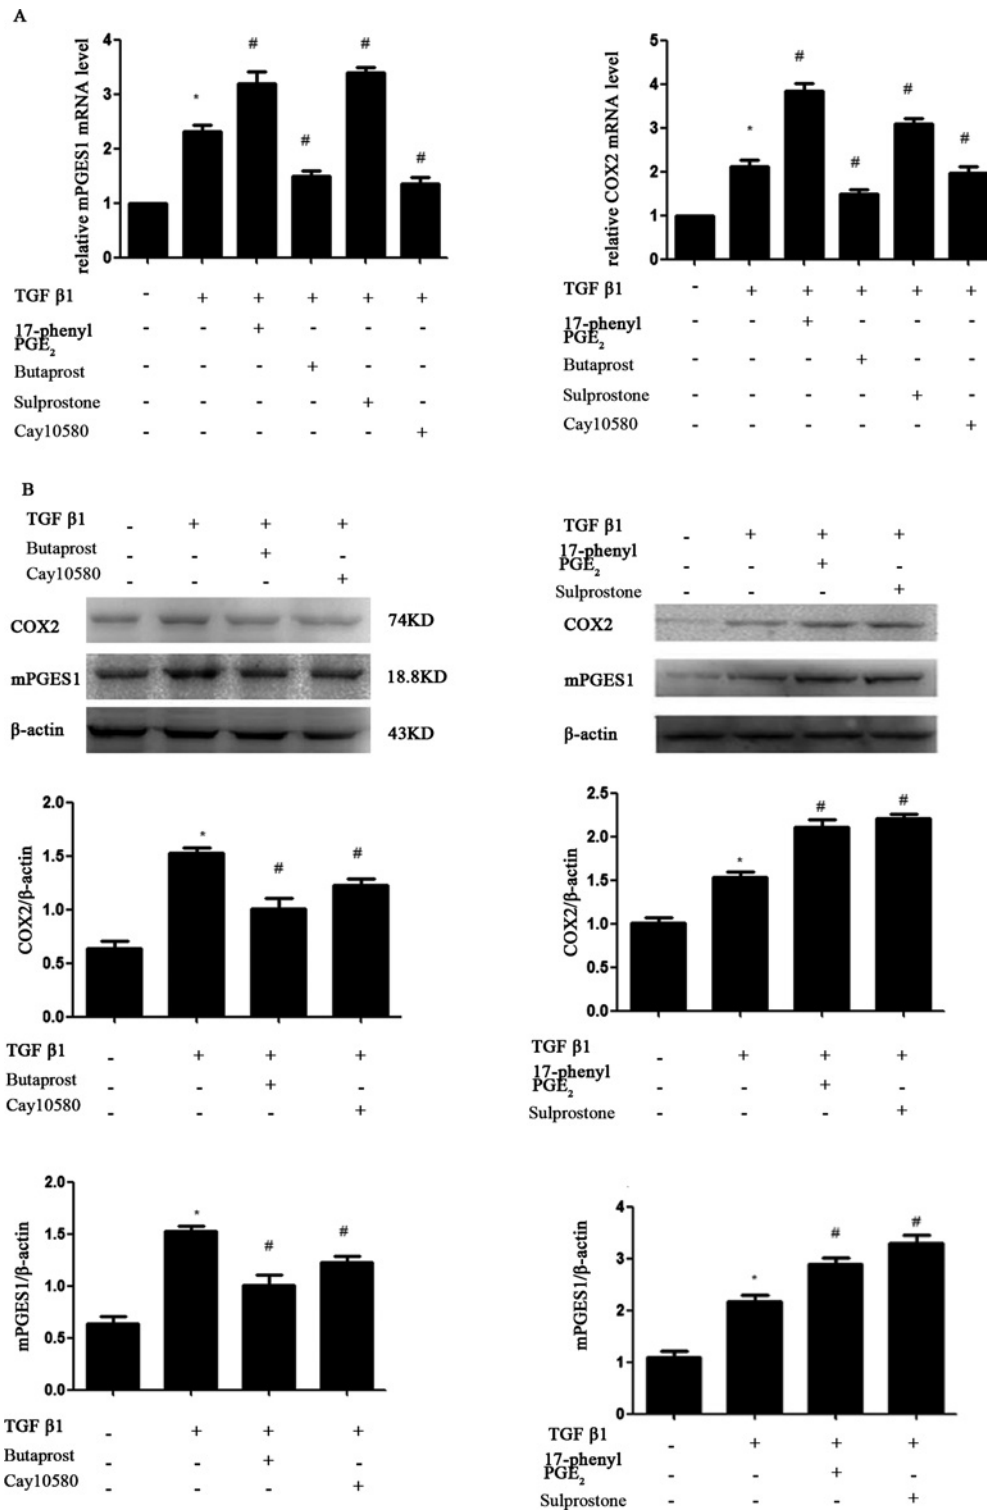 A
relative mPGES1 mRNA level
4
3
2
1
0
*
#
#
#
#
TGF β1 - + + + + +
17-phenyl PGE2 - - + - - -
Butaprost - - - + - -
Sulprostone - - - - + -
Cay10580 - - - - - +
relative COX2 mRNA level
5
4
3
2
1
0
*
#
#
#
#
TGF β1 - + + + + +
17-phenyl PGE2 - - + - - -
Butaprost - - - + - -
Sulprostone - - - - + -
Cay10580 - - - - - +
B
TGF β1 - + + +
Butaprost - - + -
Cay10580 - - - +
COX2 74KD
mPGES1 18.8KD
β-actin 43KD
TGF β1 - + + +
17-phenyl PGE2 - - + -
Sulprostone - - - +
COX2
mPGES1
β-actin
COX2/β-actin
2.0
1.5
1.0
0.5
0.0
*
#
#
TGF β1 - + + +
Butaprost - - + -
Cay10580 - - - +
COX2/β-actin
2.5
2.0
1.5
1.0
0.5
0.0
*
#
#
TGF β1 - + + +
17-phenyl PGE2 - - + -
Sulprostone - - - +
mPGES1/β-actin
2.0
1.5
1.0
0.5
0.0
*
#
#
TGF β1 - + + +
Butaprost - - + -
Cay10580 - - - +
mPGES1/β-actin
4
3
2
1
0
*
#
#
TGF β1 - + + +
17-phenyl PGE2 - - + -
Sulprostone - - - +